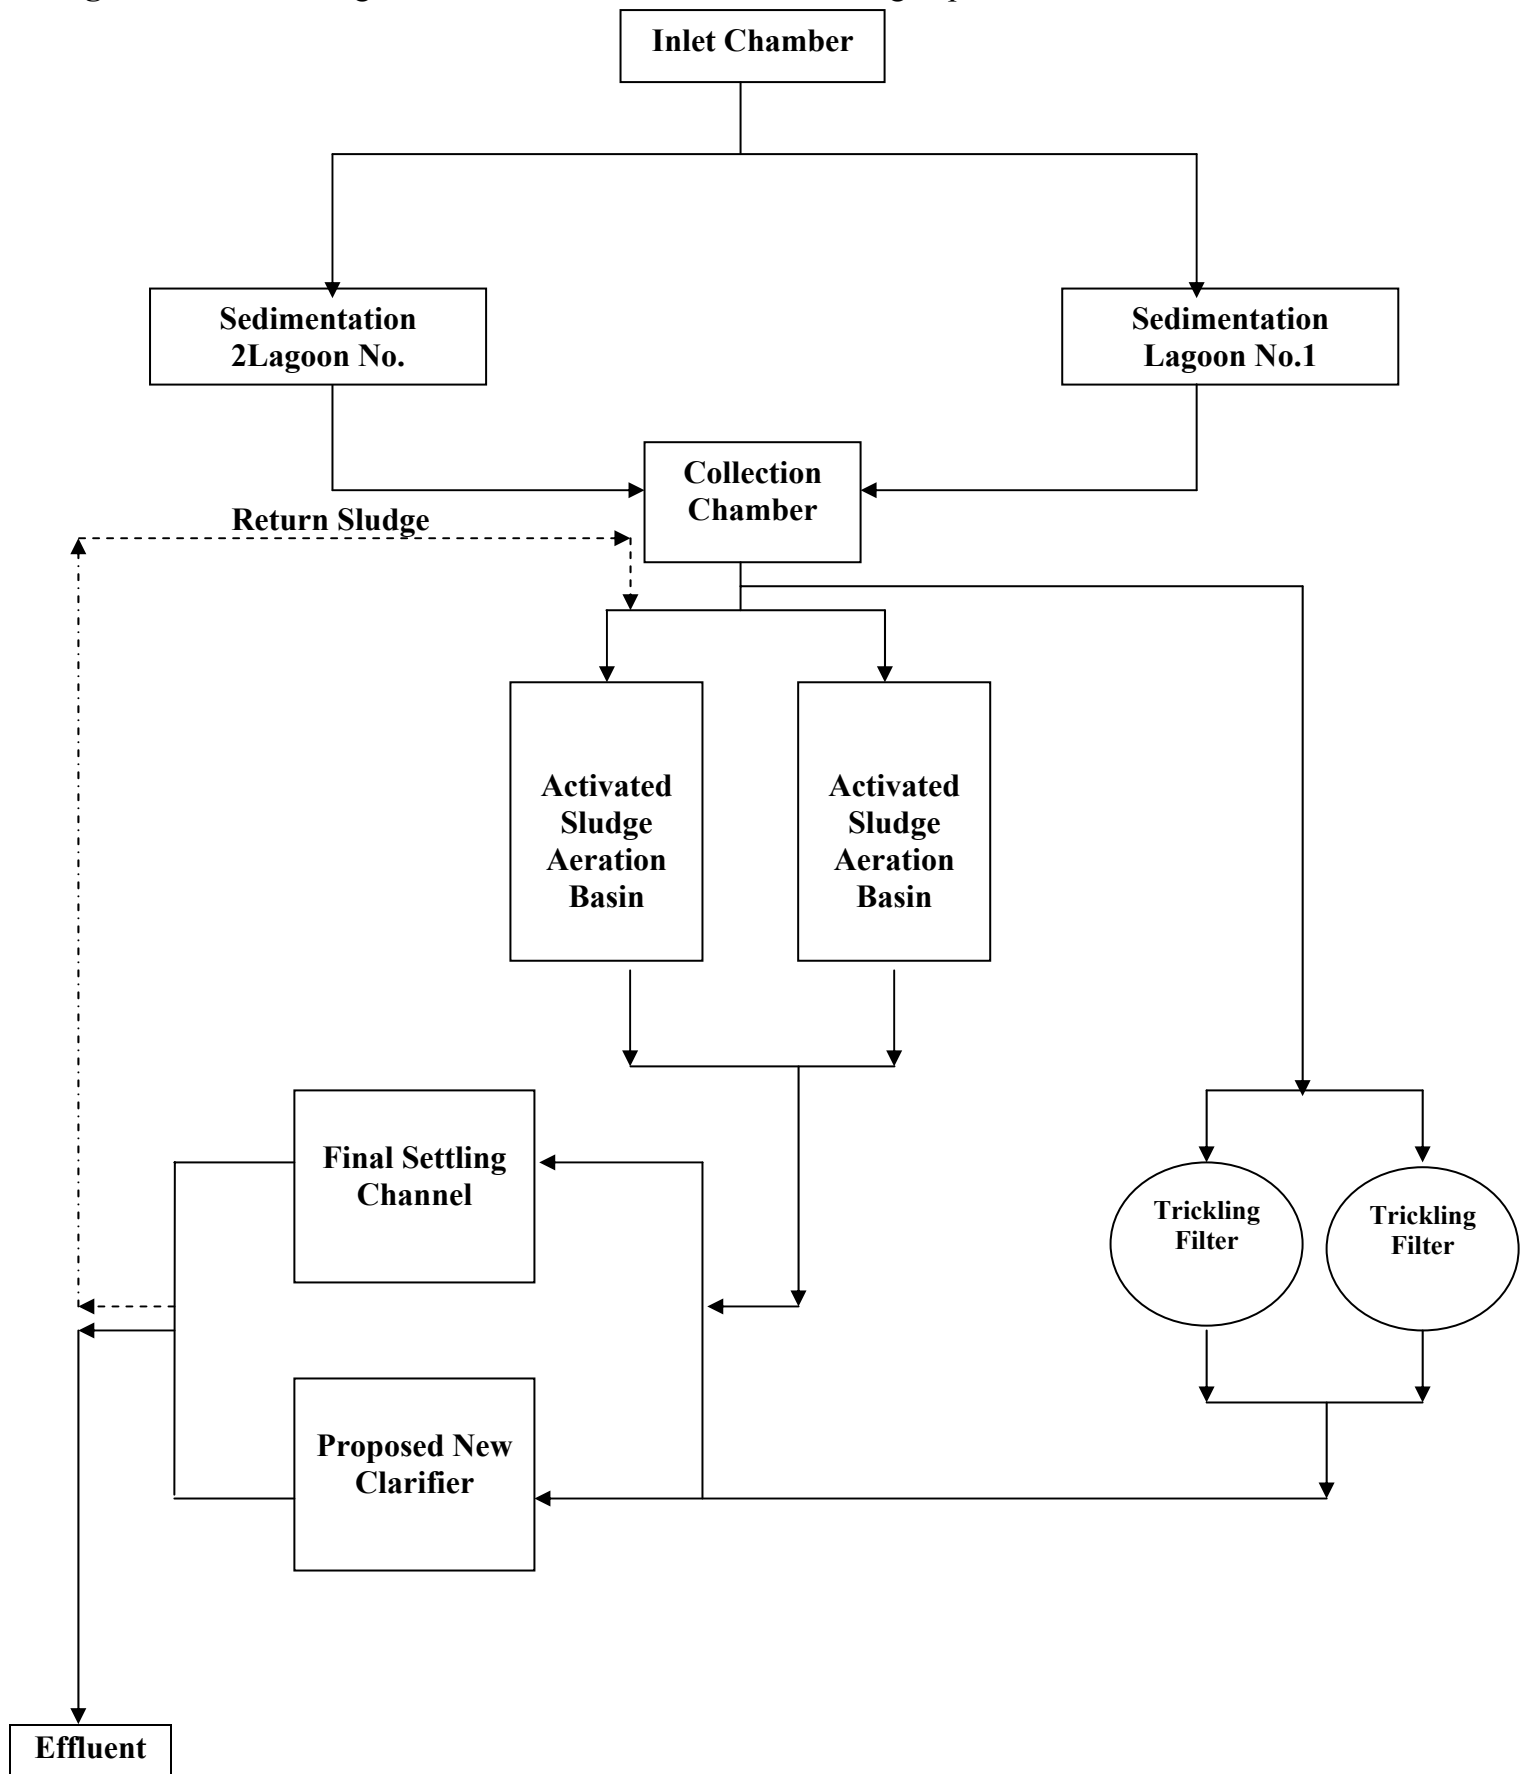 Inlet Chamber
Sedimentation
2Lagoon No.
Sedimentation
Lagoon No.1
Collection
Chamber
Return Sludge
Activated
Sludge
Aeration
Basin
Activated
Sludge
Aeration
Basin
Final Settling
Channel
Trickling
Filter
Trickling
Filter
Proposed New
Clarifier
Effluent